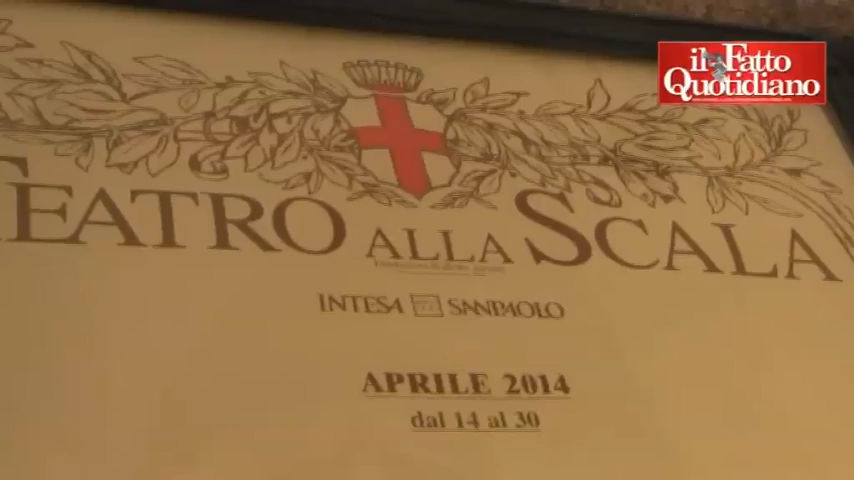 il Fatto
Quotidiano
TEATRO ALLA SCALA
INTESA SANPAOLO
APRILE 2014
dal 14 al 30